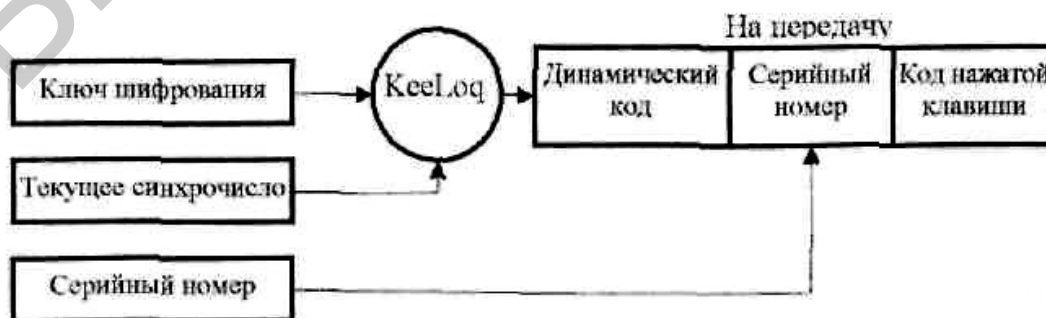 На передачу
Ключ шифрования
KeeLoq
Динамический
код
Серийный
номер
Код нажатой
клавиши
Текущее синхрочисло
Серийный номер